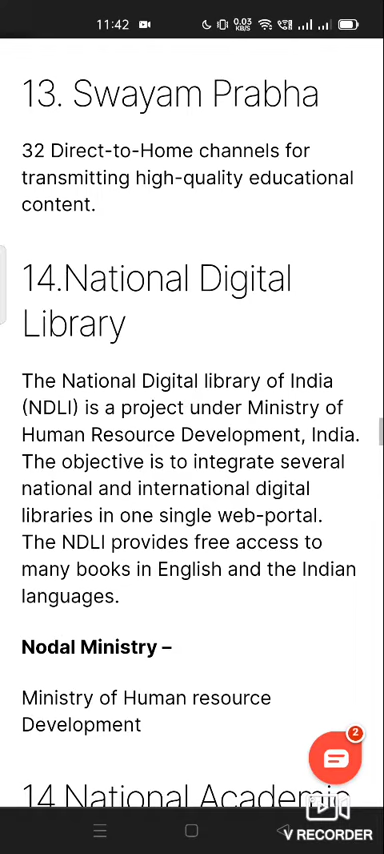 11:42
0.03
KB/S
13. Swayam Prabha
32 Direct-to-Home channels for
transmitting high-quality educational
content.
14.National Digital
Library
The National Digital library of India
(NDLI) is a project under Ministry of
Human Resource Development, India.
The objective is to integrate several
national and international digital
libraries in one single web-portal.
The NDLI provides free access to
many books in English and the Indian
languages.
Nodal Ministry –
Ministry of Human resource
Development
2
14 National Academic
V RECORDER